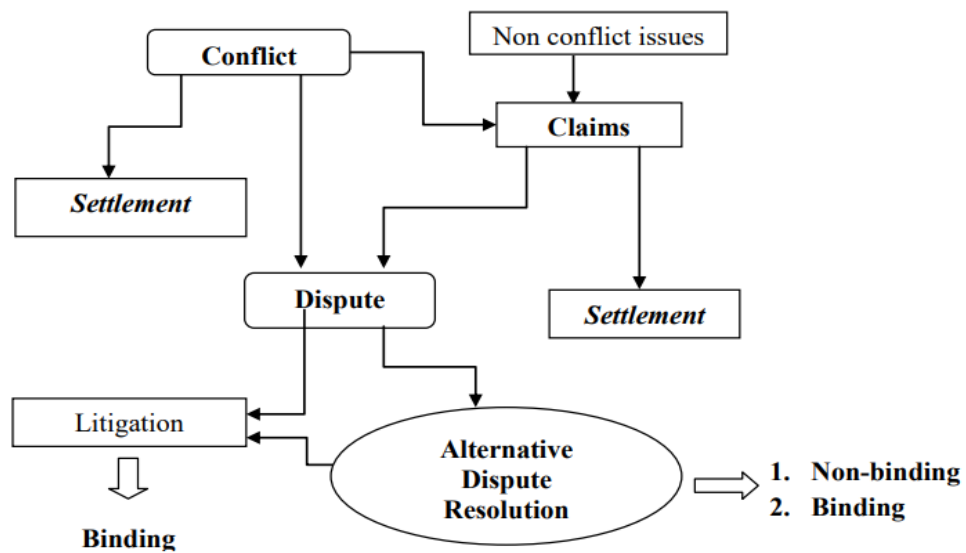 Non conflict issues
Conflict
Claims
Settlement
Dispute
Settlement
Litigation
Alternative
Dispute
Resolution
1. Non-binding
2. Binding
Binding